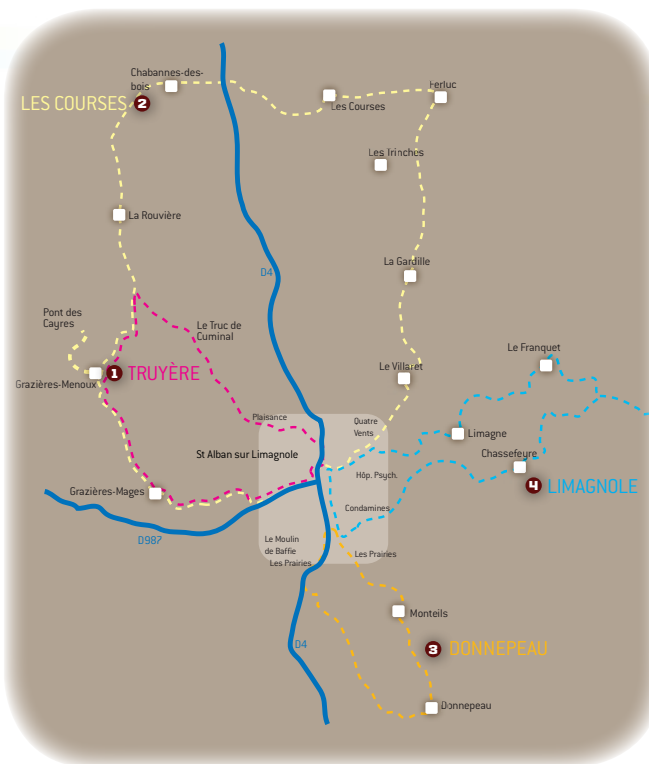 Chabannes-des-
bois
LES COURSES 2
Les Courses
Ferluc
Les Trinches
La Rouvière
D4
La Gardille
Pont des
Cayres
Le Truc de
Cuminal
Le Franquet
Grazières-Menoux
1 TRUYÈRE
Le Villaret
Plaisance
Quatre
Vents
Limagne
St Alban sur Limagnole
Chassefeyre
Hôp. Psych.
4 LIMAGNOLE
Grazières-Mages
Condamines
D987
Le Moulin
de Baffie
Les Prairies
Les Prairies
Monteils
D4
3 DONNEPEAU
Donnepeau